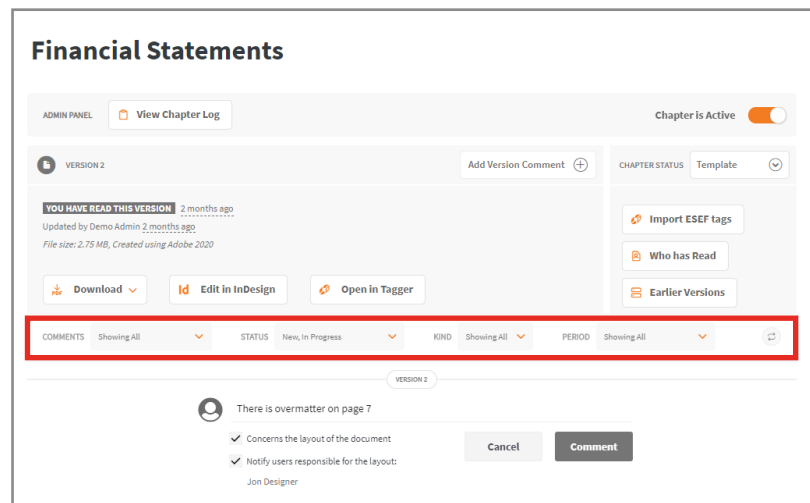 Financial Statements
ADMIN PANEL View Chapter Log Chapter is Active
VERSION 2 Add Version Comment CHAPTER STATUS Template
YOU HAVE READ THIS VERSION 2 months ago
Updated by Demo Admin 2 months ago
File size: 2.75 MB, Created using Adobe 2020
Import ESEF tags
Who has Read
Earlier Versions
PDF Download Id Edit in InDesign Open in Tagger
COMMENTS Showing All STATUS New, In Progress KIND Showing All PERIOD Showing All
VERSION 2
There is overmatter on page 7
Concerns the layout of the document
Notify users responsible for the layout:
Jon Designer
Cancel Comment